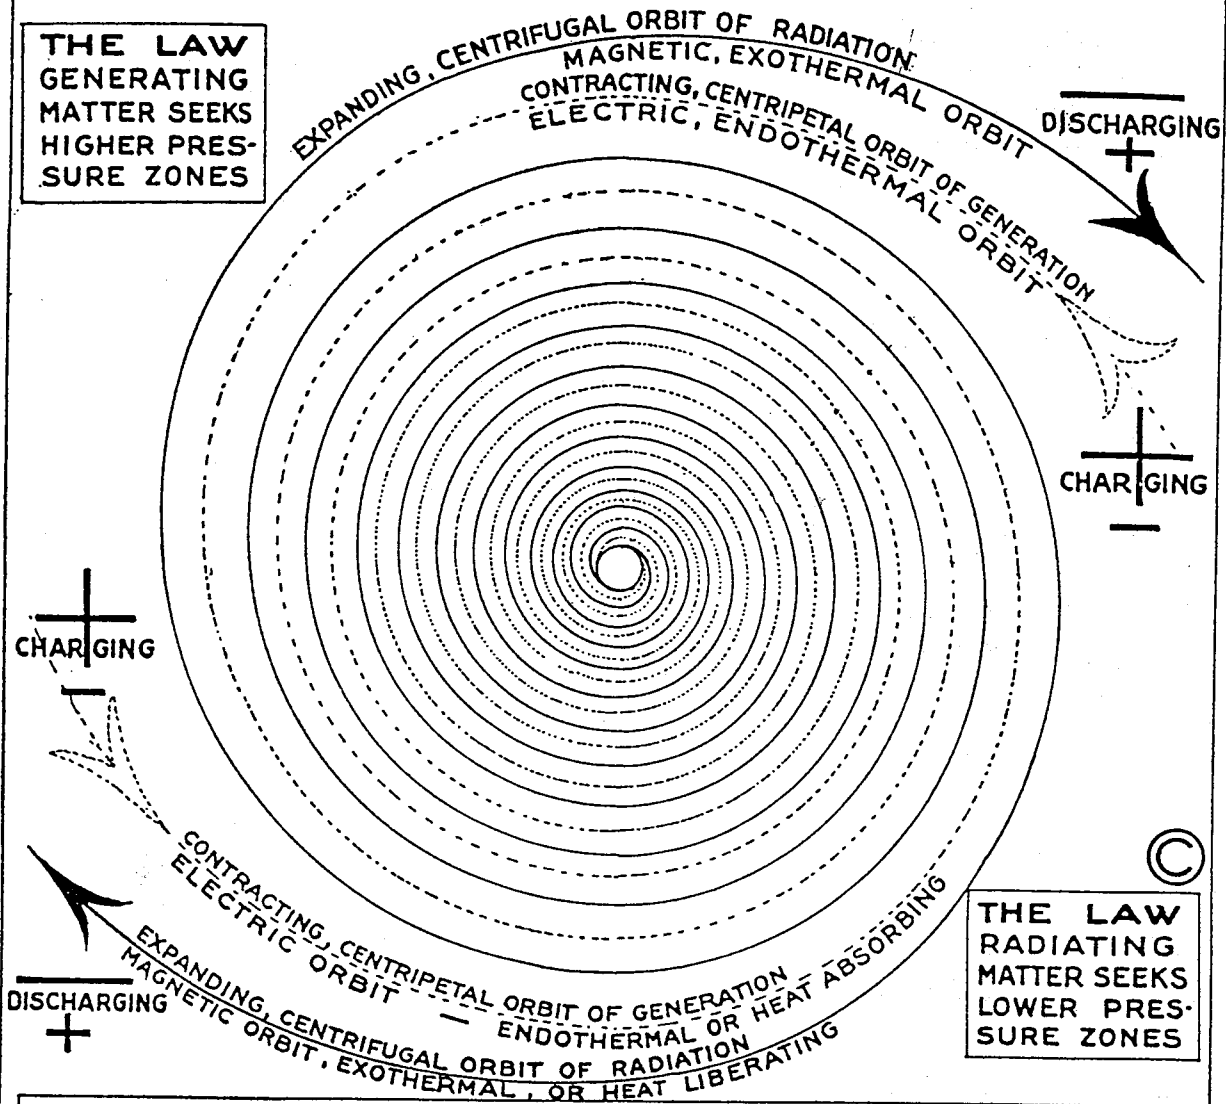 THE LAW
GENERATING
MATTER SEEKS
HIGHER PRES-
SURE ZONES
EXPANDING, CENTRIFUGAL ORBIT OF RADIATION
MAGNETIC, EXOTHERMAL ORBIT
CONTRACTING, CENTRIPETAL ORBIT OF GENERATION
ELECTRIC, ENDOTHERMAL ORBIT
—
DISCHARGING
+
+
CHARGING
—
+
CHARGING
—
CONTRACTING, CENTRIPETAL ORBIT OF GENERATION
ELECTRIC ORBIT — ENDOTHERMAL OR HEAT ABSORBING
EXPANDING, CENTRIFUGAL ORBIT OF RADIATION
MAGNETIC ORBIT, EXOTHERMAL, OR HEAT LIBERATING
—
DISCHARGING
+
©
THE LAW
RADIATING
MATTER SEEKS
LOWER PRES-
SURE ZONES